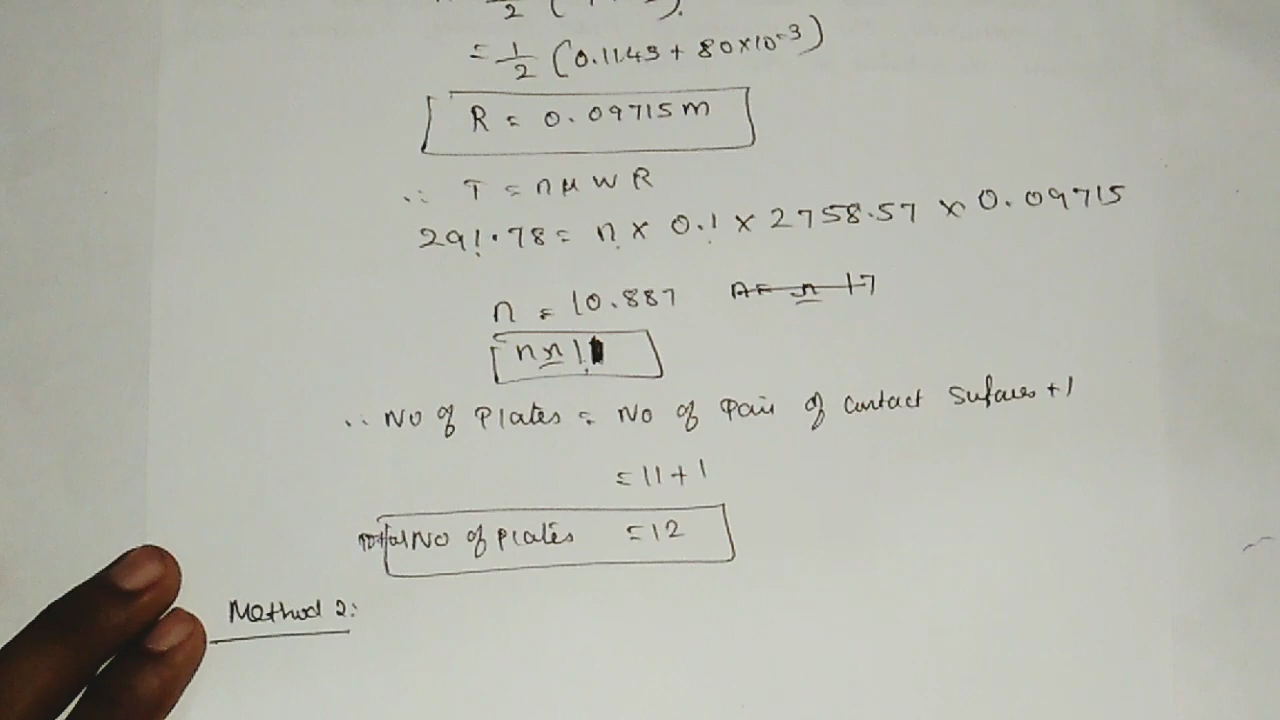 2
= 1/2 (0.1143 + 80×10^-3)
R = 0.09715 m
∴ T = n μ W R
291.78 = n × 0.1 × 2758.57 × 0.09715
n = 10.887
n ≈ 11
∴ No of Plates = No of Pair of Contact Sufaces + 1
= 11 + 1
Total No of Plates = 12
Method 2: